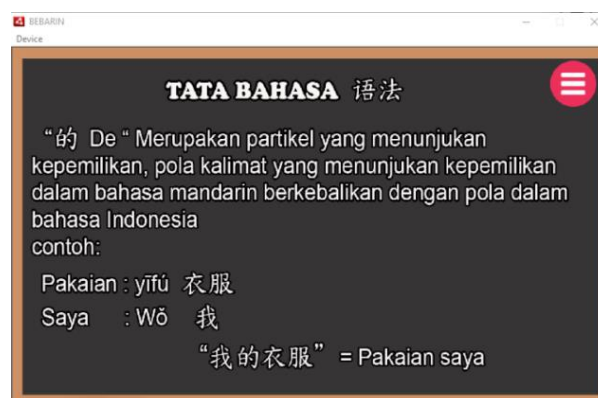 BEBARIN
Device
TATA BAHASA 语法
“的 De “ Merupakan partikel yang menunjukan
kepemilikan, pola kalimat yang menunjukan kepemilikan
dalam bahasa mandarin berkebalikan dengan pola dalam
bahasa Indonesia
contoh:
Pakaian : yīfú 衣服
Saya : Wǒ 我
“我的衣服” = Pakaian saya